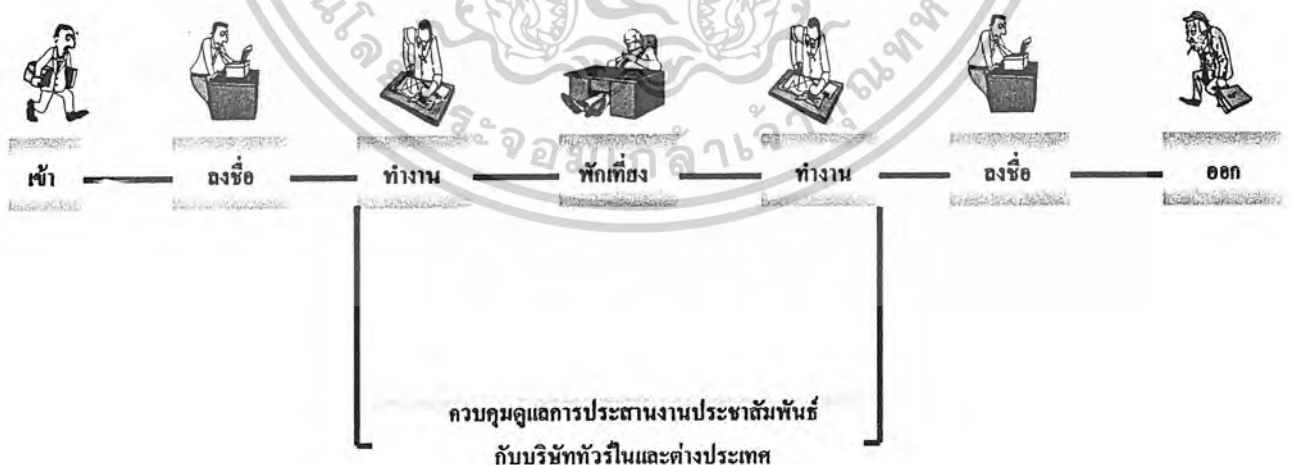 เข้า ลงชื่อ ทำงาน พักเที่ยง ทำงาน ลงชื่อ ออก
ควบคุมดูแลการประสานงานประชาสัมพันธ์
กับบริษัททัวร์ในและต่างประเทศ